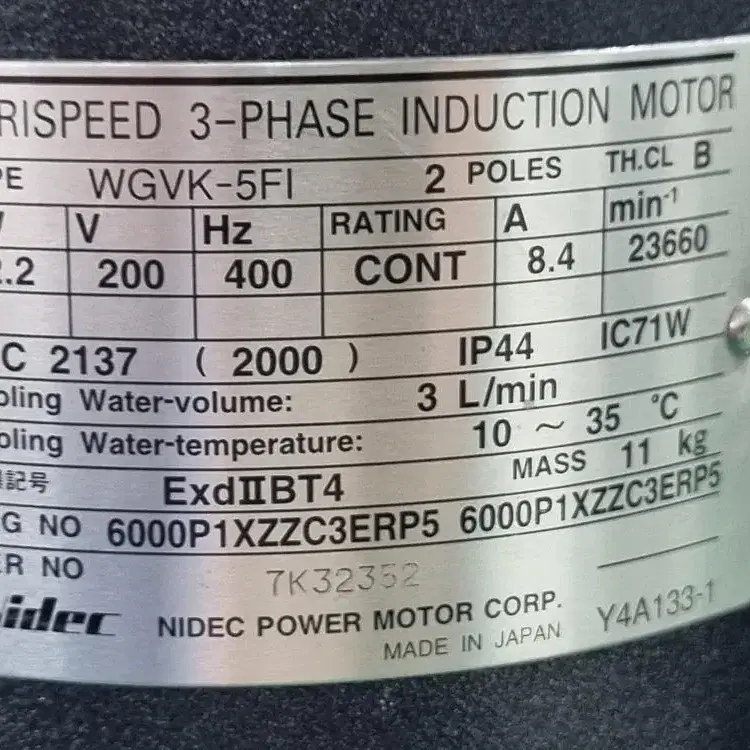 RISPEED 3-PHASE INDUCTION MOTOR
PE WGVK-5FI 2 POLES TH.CL B
V Hz RATING A min-1
.2 200 400 CONT 8.4 23660
C 2137 ( 2000 ) IP44 IC71W
oling Water-volume: 3 L/min
oling Water-temperature: 10 ~ 35 ℃
記号 ExdⅡBT4 MASS 11 kg
G NO 6000P1XZZC3ERP5 6000P1XZZC3ERP5
R NO 7K32352
Nidec NIDEC POWER MOTOR CORP. Y4A133-1
MADE IN JAPAN